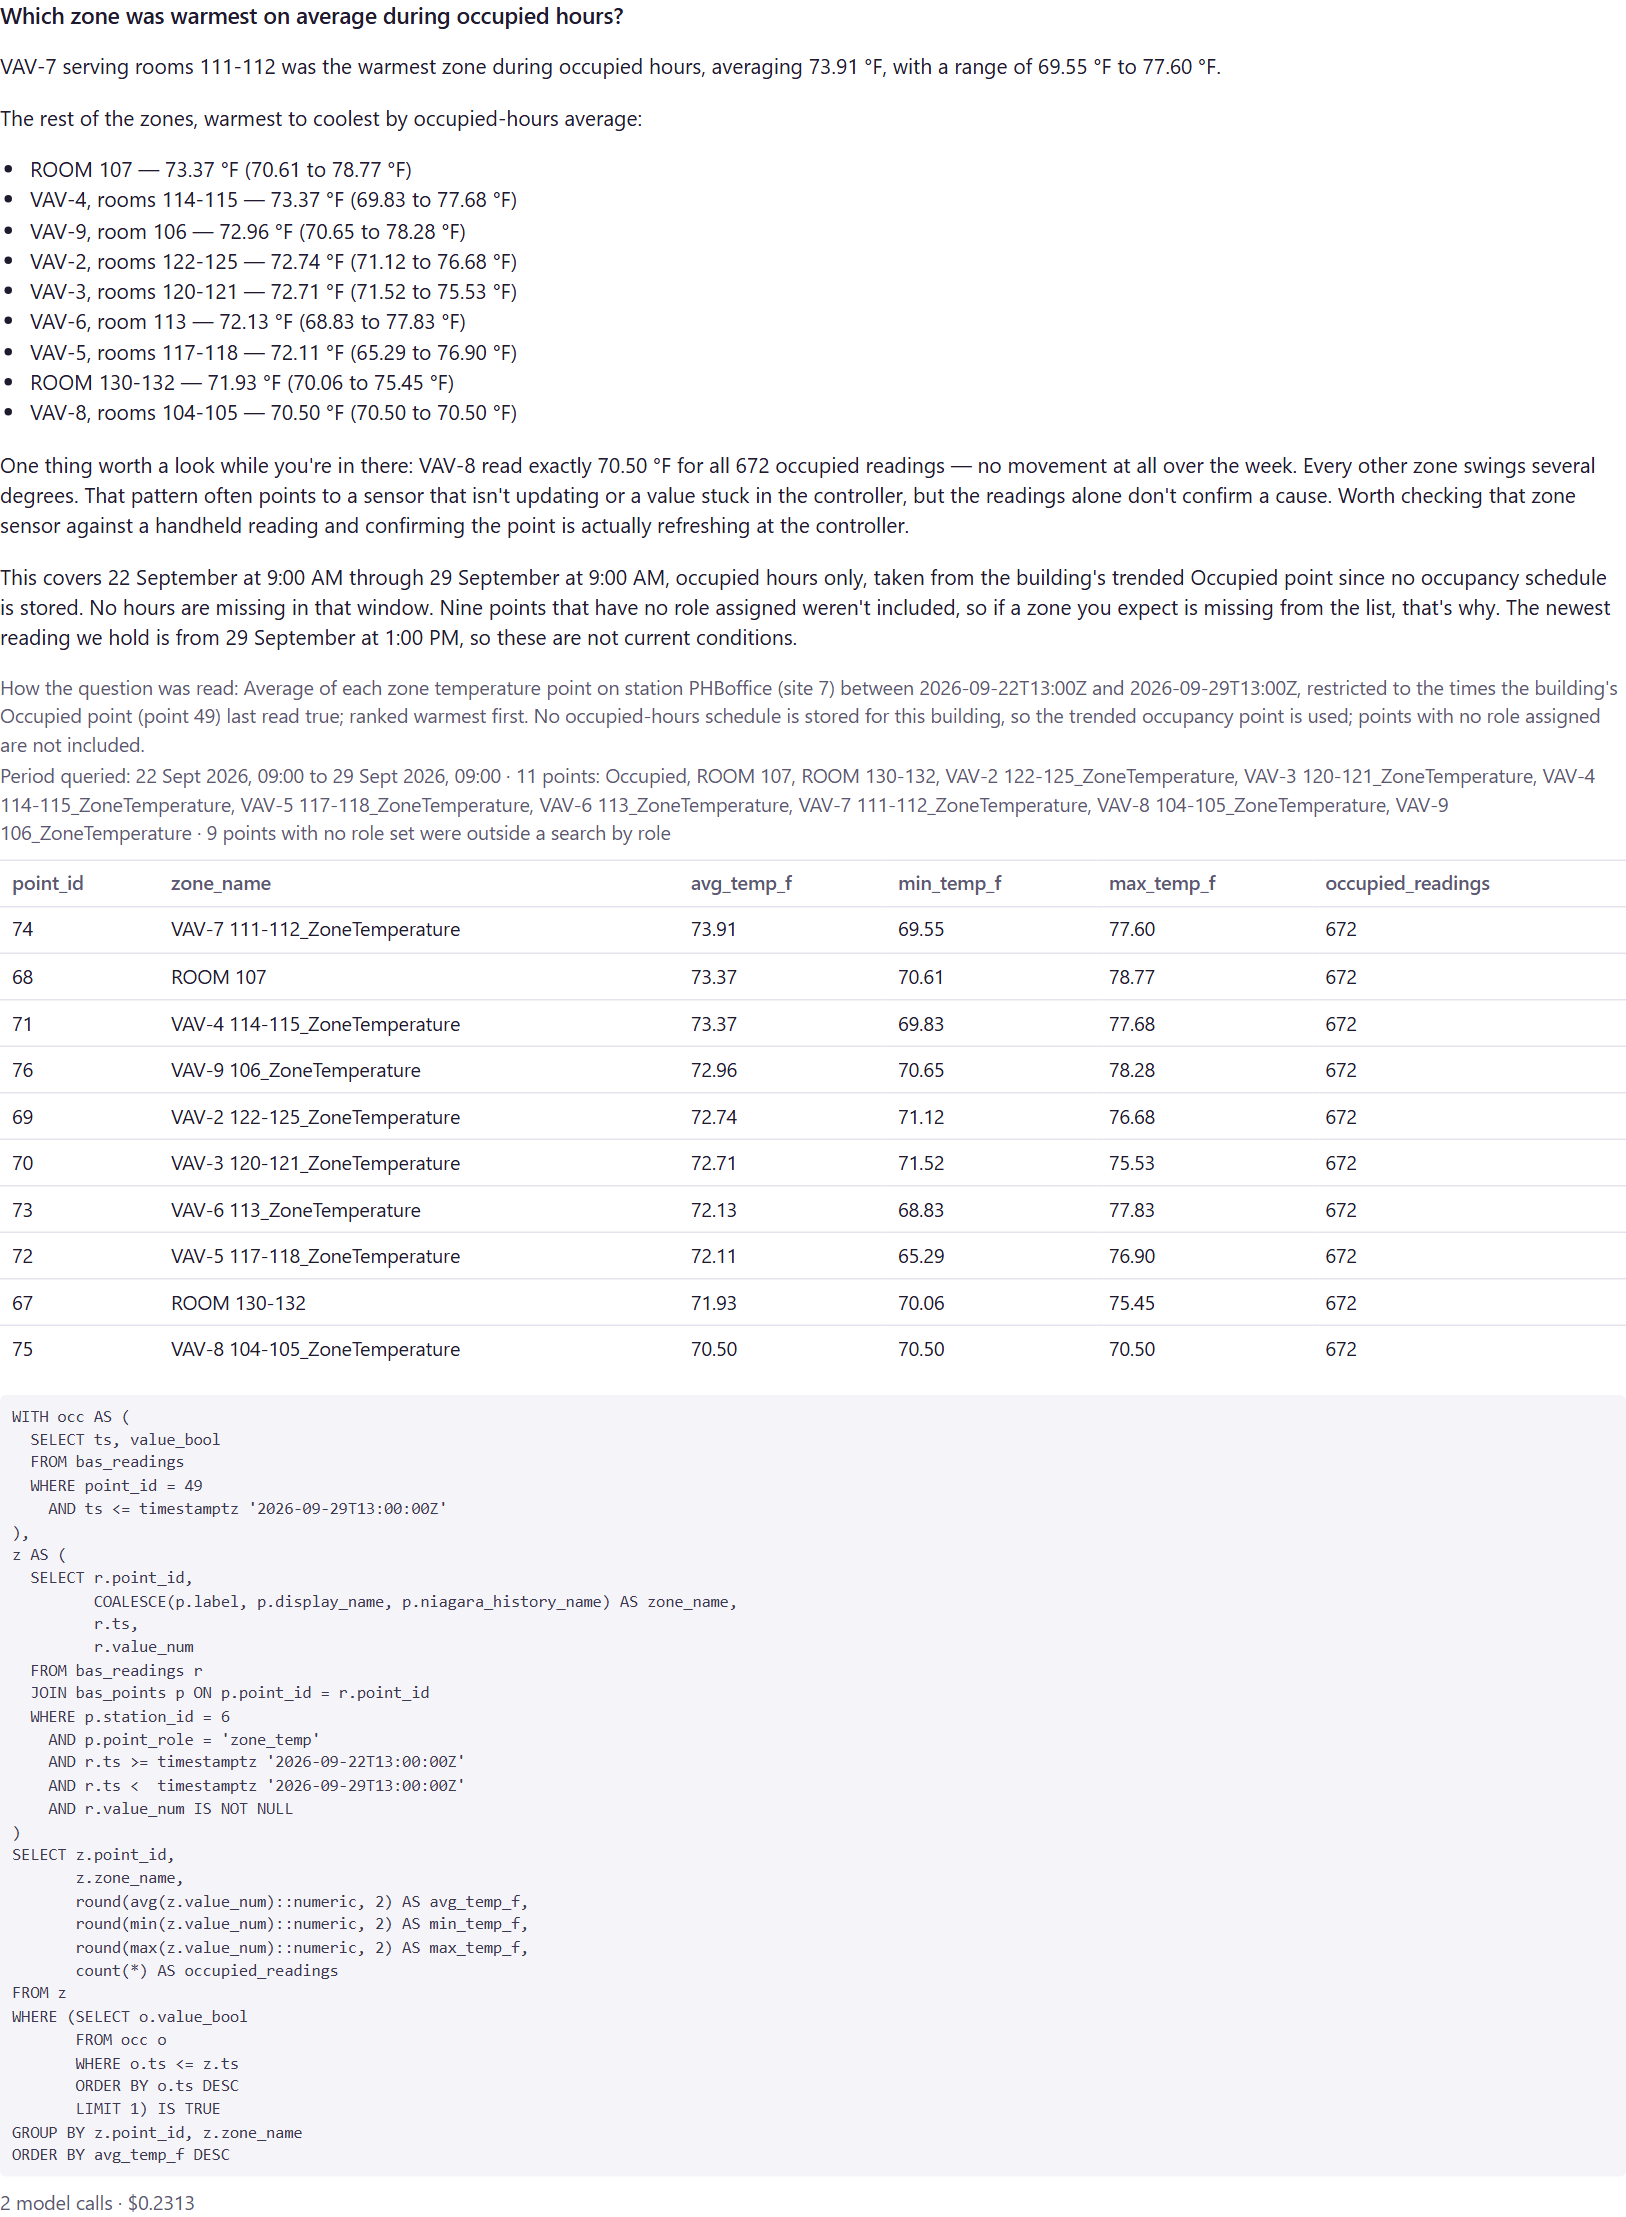 Which zone was warmest on average during occupied hours?
VAV-7 serving rooms 111-112 was the warmest zone during occupied hours, averaging 73.91 °F, with a range of 69.55 °F to 77.60 °F.
The rest of the zones, warmest to coolest by occupied-hours average:
• ROOM 107 — 73.37 °F (70.61 to 78.77 °F)
• VAV-4, rooms 114-115 — 73.37 °F (69.83 to 77.68 °F)
• VAV-9, room 106 — 72.96 °F (70.65 to 78.28 °F)
• VAV-2, rooms 122-125 — 72.74 °F (71.12 to 76.68 °F)
• VAV-3, rooms 120-121 — 72.71 °F (71.52 to 75.53 °F)
• VAV-6, room 113 — 72.13 °F (68.83 to 77.83 °F)
• VAV-5, rooms 117-118 — 72.11 °F (65.29 to 76.90 °F)
• ROOM 130-132 — 71.93 °F (70.06 to 75.45 °F)
• VAV-8, rooms 104-105 — 70.50 °F (70.50 to 70.50 °F)
One thing worth a look while you're in there: VAV-8 read exactly 70.50 °F for all 672 occupied readings — no movement at all over the week. Every other zone swings several
degrees. That pattern often points to a sensor that isn't updating or a value stuck in the controller, but the readings alone don't confirm a cause. Worth checking that zone
sensor against a handheld reading and confirming the point is actually refreshing at the controller.
This covers 22 September at 9:00 AM through 29 September at 9:00 AM, occupied hours only, taken from the building's trended Occupied point since no occupancy schedule
is stored. No hours are missing in that window. Nine points that have no role assigned weren't included, so if a zone you expect is missing from the list, that's why. The newest
reading we hold is from 29 September at 1:00 PM, so these are not current conditions.
How the question was read: Average of each zone temperature point on station PHBoffice (site 7) between 2026-09-22T13:00Z and 2026-09-29T13:00Z, restricted to the times the building's
Occupied point (point 49) last read true; ranked warmest first. No occupied-hours schedule is stored for this building, so the trended occupancy point is used; points with no role assigned
are not included.
Period queried: 22 Sept 2026, 09:00 to 29 Sept 2026, 09:00 · 11 points: Occupied, ROOM 107, ROOM 130-132, VAV-2 122-125_ZoneTemperature, VAV-3 120-121_ZoneTemperature, VAV-4
114-115_ZoneTemperature, VAV-5 117-118_ZoneTemperature, VAV-6 113_ZoneTemperature, VAV-7 111-112_ZoneTemperature, VAV-8 104-105_ZoneTemperature, VAV-9
106_ZoneTemperature · 9 points with no role set were outside a search by role
point_id zone_name avg_temp_f min_temp_f max_temp_f occupied_readings
74 VAV-7 111-112_ZoneTemperature 73.91 69.55 77.60 672
68 ROOM 107 73.37 70.61 78.77 672
71 VAV-4 114-115_ZoneTemperature 73.37 69.83 77.68 672
76 VAV-9 106_ZoneTemperature 72.96 70.65 78.28 672
69 VAV-2 122-125_ZoneTemperature 72.74 71.12 76.68 672
70 VAV-3 120-121_ZoneTemperature 72.71 71.52 75.53 672
73 VAV-6 113_ZoneTemperature 72.13 68.83 77.83 672
72 VAV-5 117-118_ZoneTemperature 72.11 65.29 76.90 672
67 ROOM 130-132 71.93 70.06 75.45 672
75 VAV-8 104-105_ZoneTemperature 70.50 70.50 70.50 672
WITH occ AS (
  SELECT ts, value_bool
  FROM bas_readings
  WHERE point_id = 49
    AND ts <= timestamptz '2026-09-29T13:00:00Z'
),
z AS (
  SELECT r.point_id,
         COALESCE(p.label, p.display_name, p.niagara_history_name) AS zone_name,
         r.ts,
         r.value_num
  FROM bas_readings r
  JOIN bas_points p ON p.point_id = r.point_id
  WHERE p.station_id = 6
    AND p.point_role = 'zone_temp'
    AND r.ts >= timestamptz '2026-09-22T13:00:00Z'
    AND r.ts <  timestamptz '2026-09-29T13:00:00Z'
    AND r.value_num IS NOT NULL
)
SELECT z.point_id,
       z.zone_name,
       round(avg(z.value_num)::numeric, 2) AS avg_temp_f,
       round(min(z.value_num)::numeric, 2) AS min_temp_f,
       round(max(z.value_num)::numeric, 2) AS max_temp_f,
       count(*) AS occupied_readings
FROM z
WHERE (SELECT o.value_bool
       FROM occ o
       WHERE o.ts <= z.ts
       ORDER BY o.ts DESC
       LIMIT 1) IS TRUE
GROUP BY z.point_id, z.zone_name
ORDER BY avg_temp_f DESC
2 model calls · $0.2313